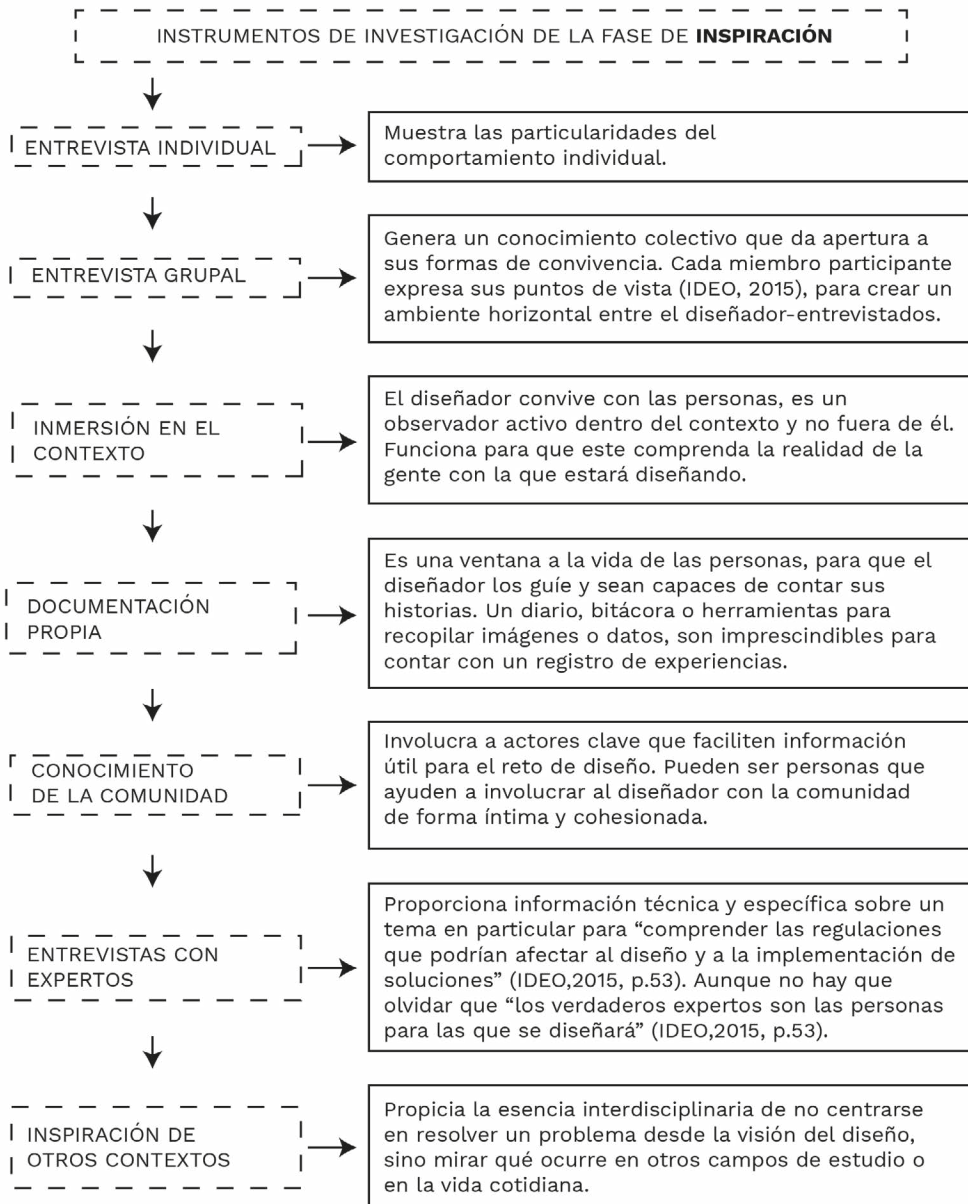 INSTRUMENTOS DE INVESTIGACIÓN DE LA FASE DE INSPIRACIÓN
ENTREVISTA INDIVIDUAL
Muestra las particularidades del
comportamiento individual.
ENTREVISTA GRUPAL
Genera un conocimiento colectivo que da apertura a
sus formas de convivencia. Cada miembro participante
expresa sus puntos de vista (IDEO, 2015), para crear un
ambiente horizontal entre el diseñador-entrevistados.
INMERSIÓN EN EL
CONTEXTO
El diseñador convive con las personas, es un
observador activo dentro del contexto y no fuera de él.
Funciona para que este comprenda la realidad de la
gente con la que estará diseñando.
DOCUMENTACIÓN
PROPIA
Es una ventana a la vida de las personas, para que el
diseñador los guíe y sean capaces de contar sus
historias. Un diario, bitácora o herramientas para
recopilar imágenes o datos, son imprescindibles para
contar con un registro de experiencias.
CONOCIMIENTO
DE LA COMUNIDAD
Involucra a actores clave que faciliten información
útil para el reto de diseño. Pueden ser personas que
ayuden a involucrar al diseñador con la comunidad
de forma íntima y cohesionada.
ENTREVISTAS CON
EXPERTOS
Proporciona información técnica y específica sobre un
tema en particular para “comprender las regulaciones
que podrían afectar al diseño y a la implementación de
soluciones” (IDEO,2015, p.53). Aunque no hay que
olvidar que “los verdaderos expertos son las personas
para las que se diseñará” (IDEO,2015, p.53).
INSPIRACIÓN DE
OTROS CONTEXTOS
Propicia la esencia interdisciplinaria de no centrarse
en resolver un problema desde la visión del diseño,
sino mirar qué ocurre en otros campos de estudio o
en la vida cotidiana.